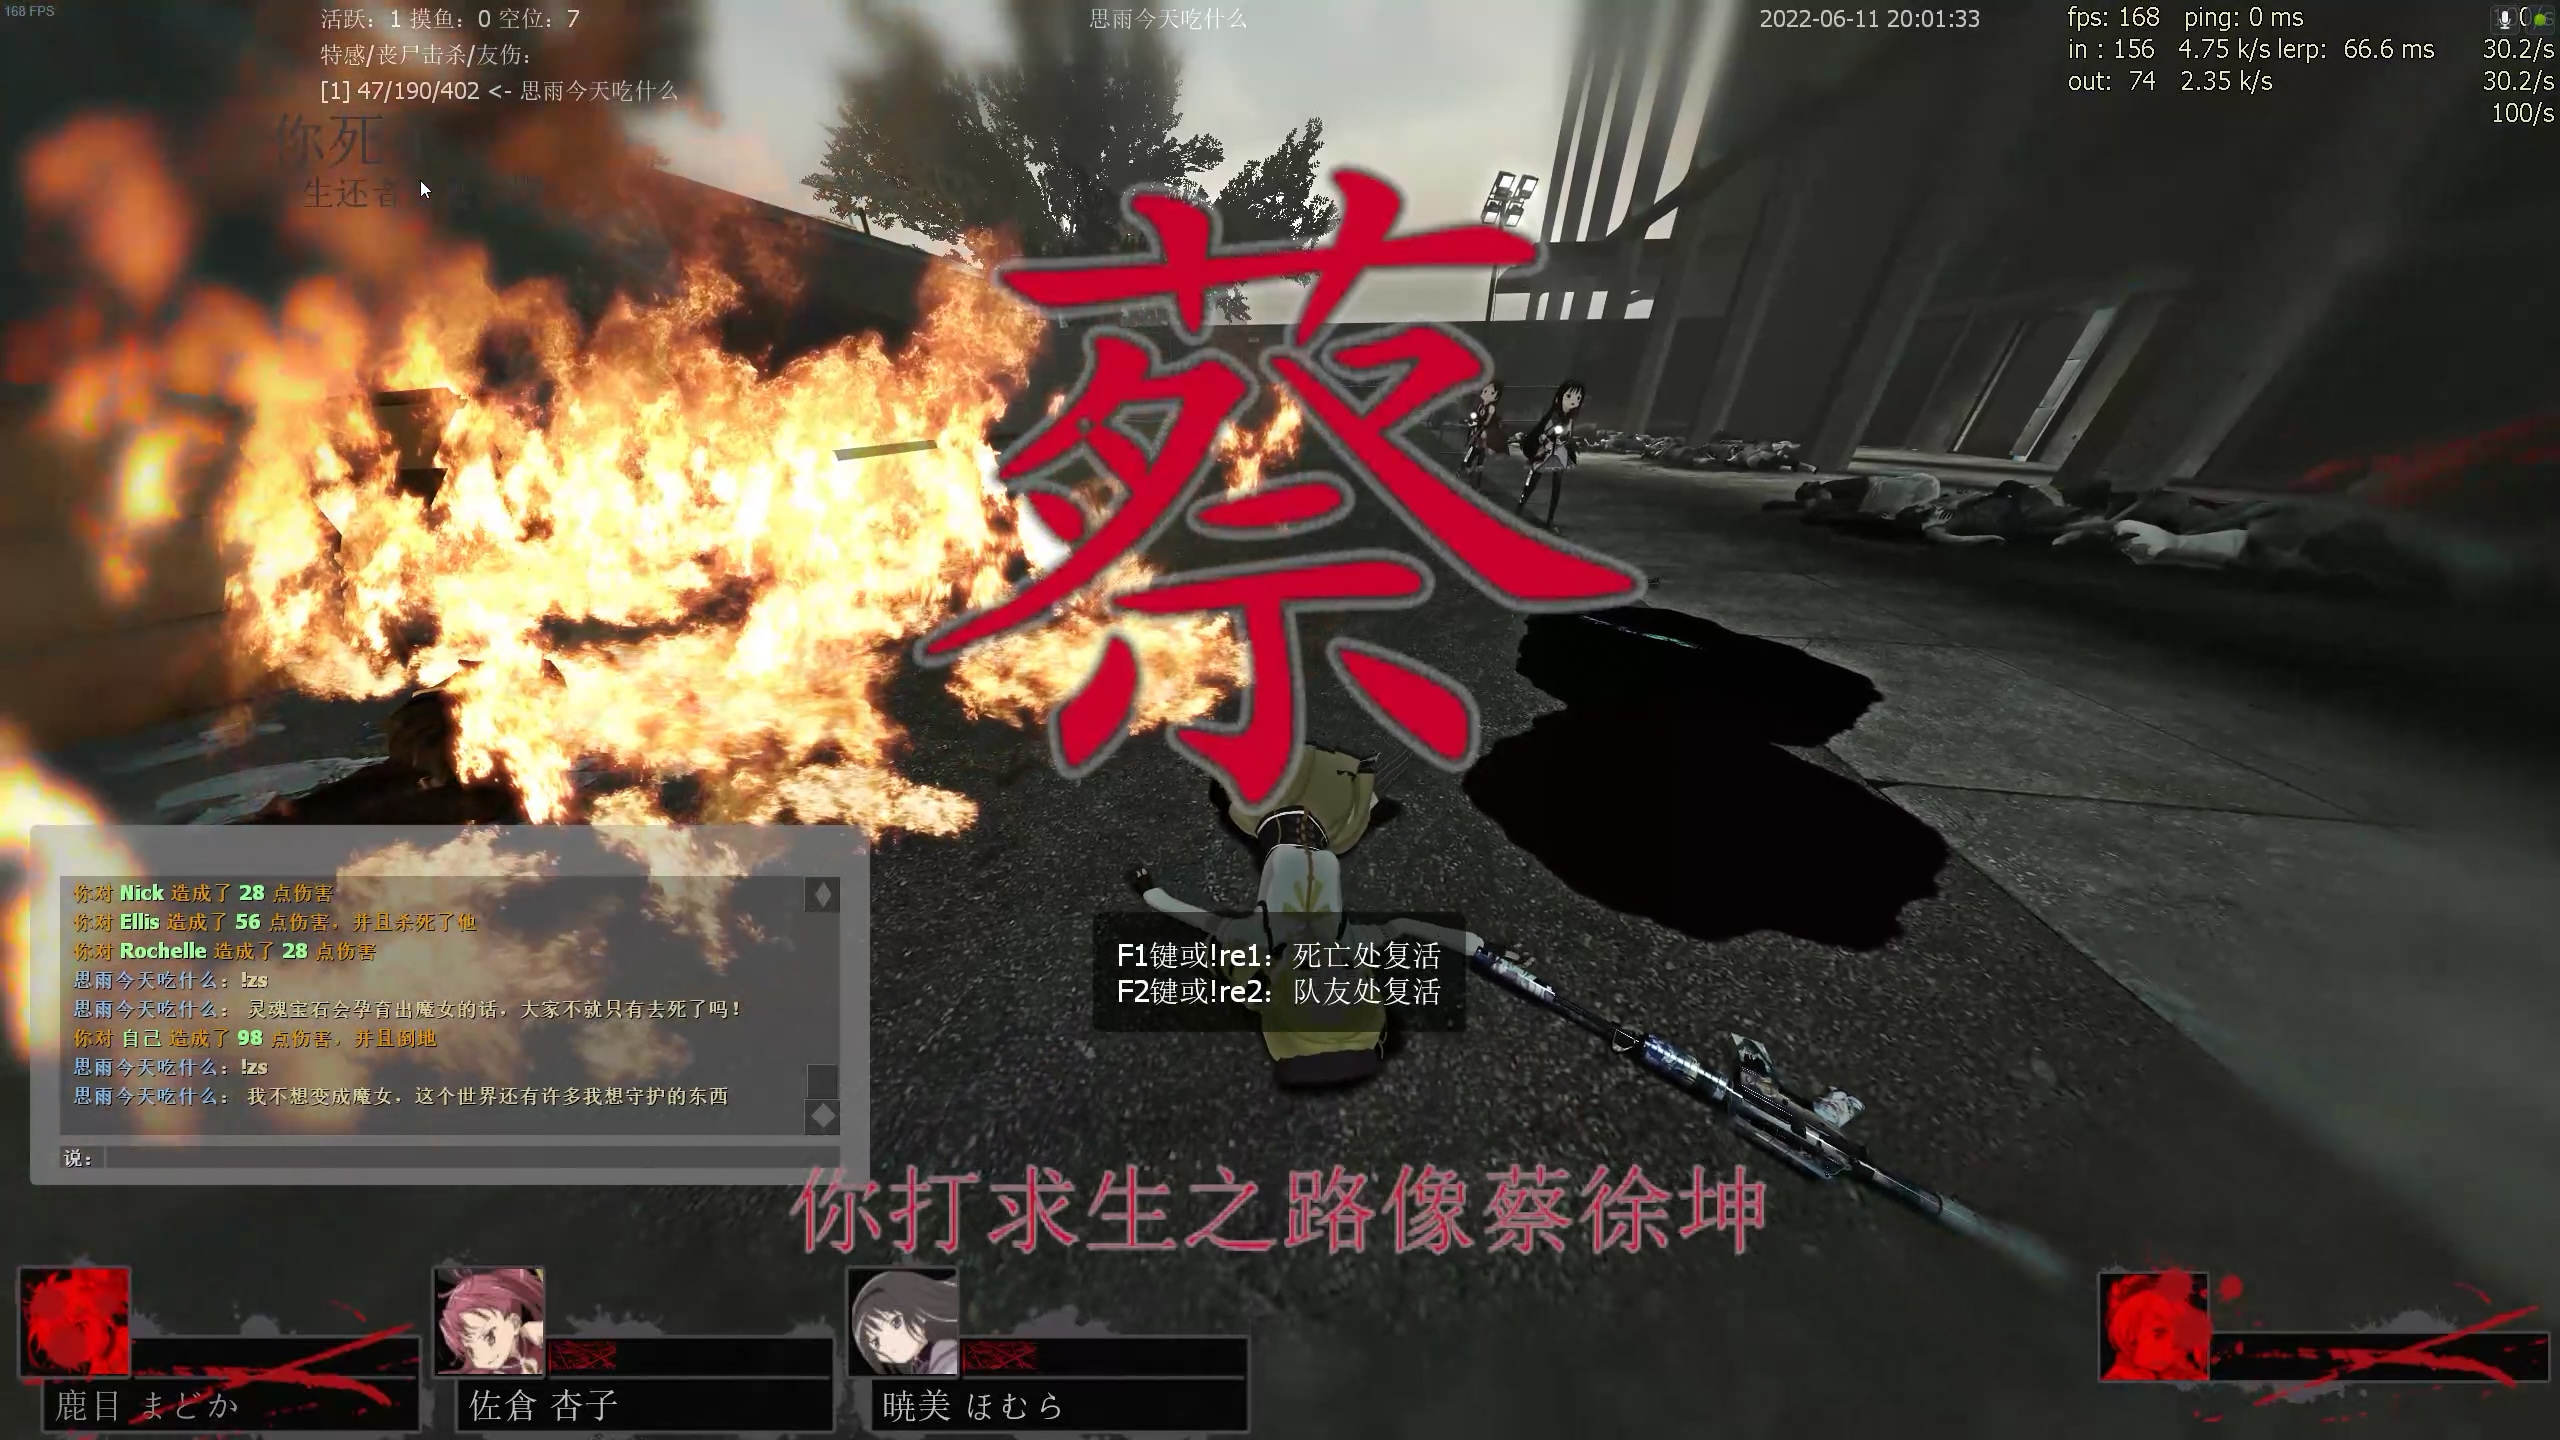 168 FPS
活跃：1 摸鱼：0 空位：7
特感/丧尸击杀/友伤：
[1] 47/190/402 <- 思雨今天吃什么
思雨今天吃什么
2022-06-11 20:01:33
fps: 168 ping: 0 ms
in : 156 4.75 k/s lerp: 66.6 ms 30.2/s
out: 74 2.35 k/s 30.2/s
100/s
你死
生还者
蔡
你对 Nick 造成了 28 点伤害
你对 Ellis 造成了 56 点伤害，并且杀死了他
你对 Rochelle 造成了 28 点伤害
思雨今天吃什么：!zs
思雨今天吃什么： 灵魂宝石会孕育出魔女的话，大家不就只有去死了吗！
你对 自己 造成了 98 点伤害，并且倒地
思雨今天吃什么：!zs
思雨今天吃什么： 我不想变成魔女，这个世界还有许多我想守护的东西
说：
F1键或!re1：死亡处复活
F2键或!re2：队友处复活
你打求生之路像蔡徐坤
鹿目 まどか
佐倉 杏子
暁美 ほむら